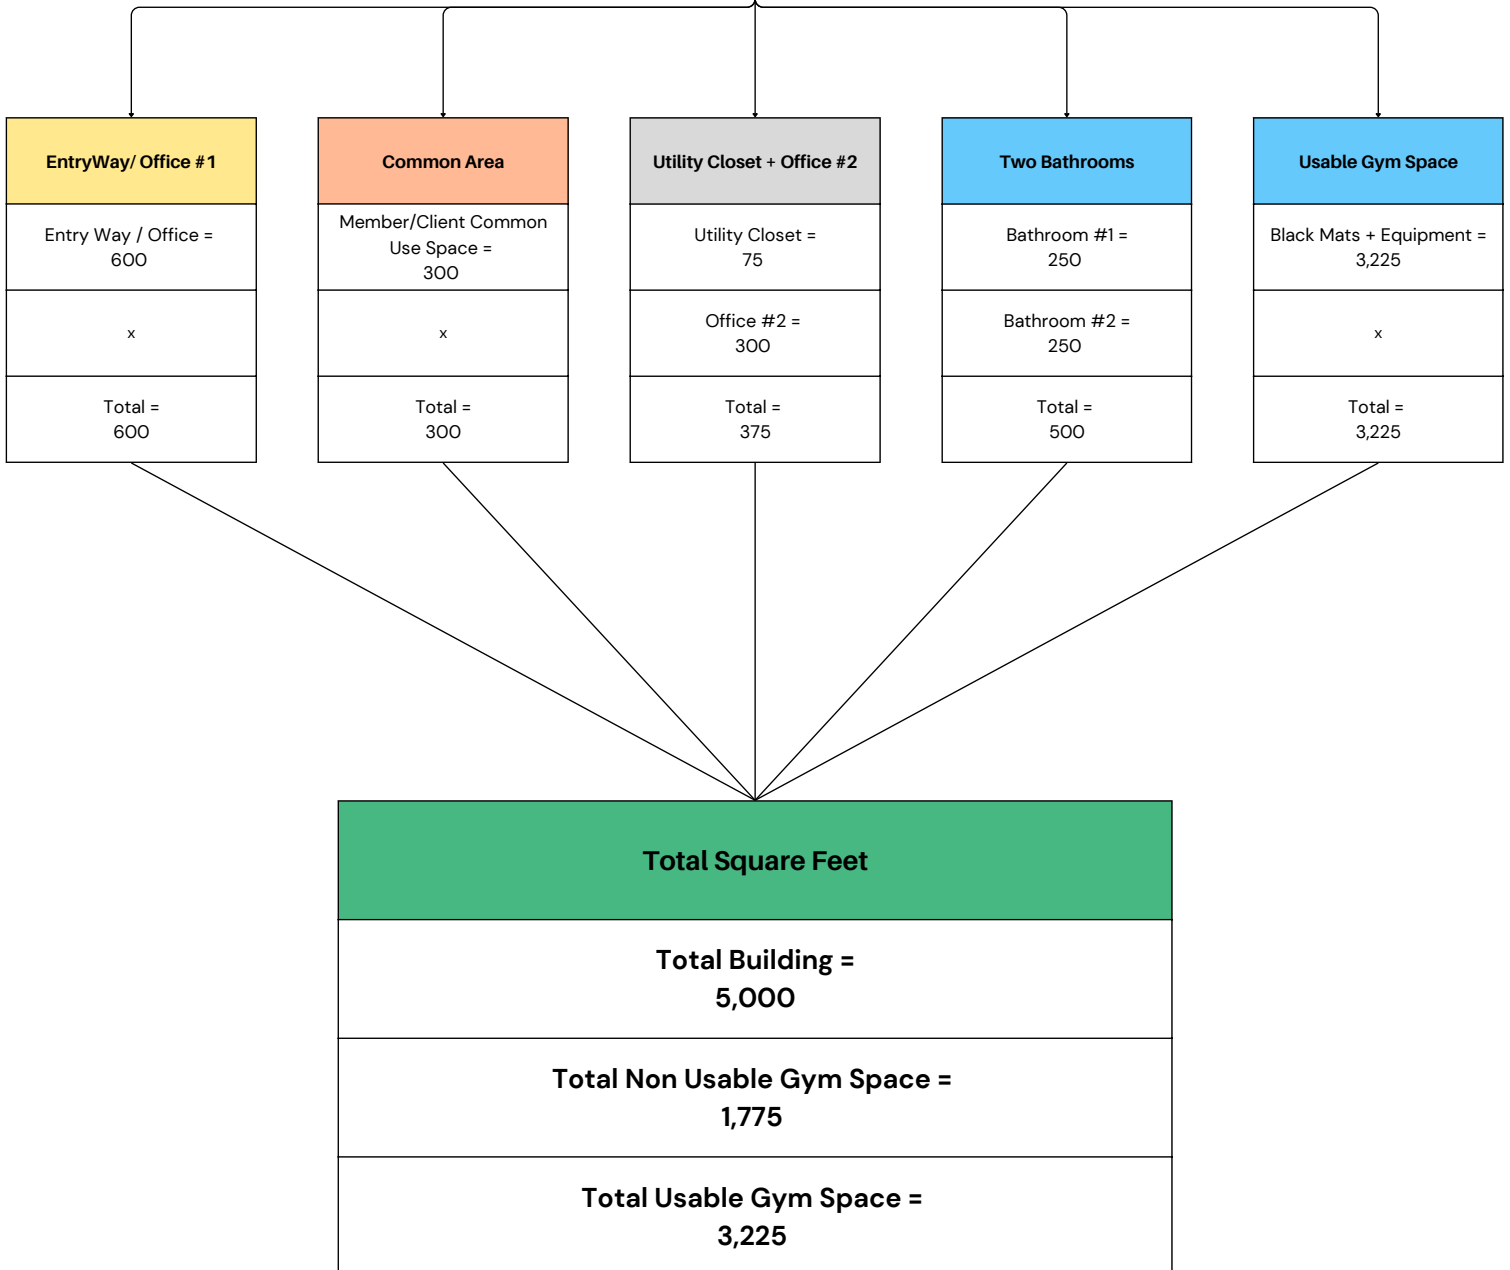 EntryWay/ Office #1
Entry Way / Office =
600
x
Total =
600
Common Area
Member/Client Common
Use Space =
300
x
Total =
300
Utility Closet + Office #2
Utility Closet =
75
Office #2 =
300
Total =
375
Two Bathrooms
Bathroom #1 =
250
Bathroom #2 =
250
Total =
500
Usable Gym Space
Black Mats + Equipment =
3,225
x
Total =
3,225
Total Square Feet
Total Building =
5,000
Total Non Usable Gym Space =
1,775
Total Usable Gym Space =
3,225